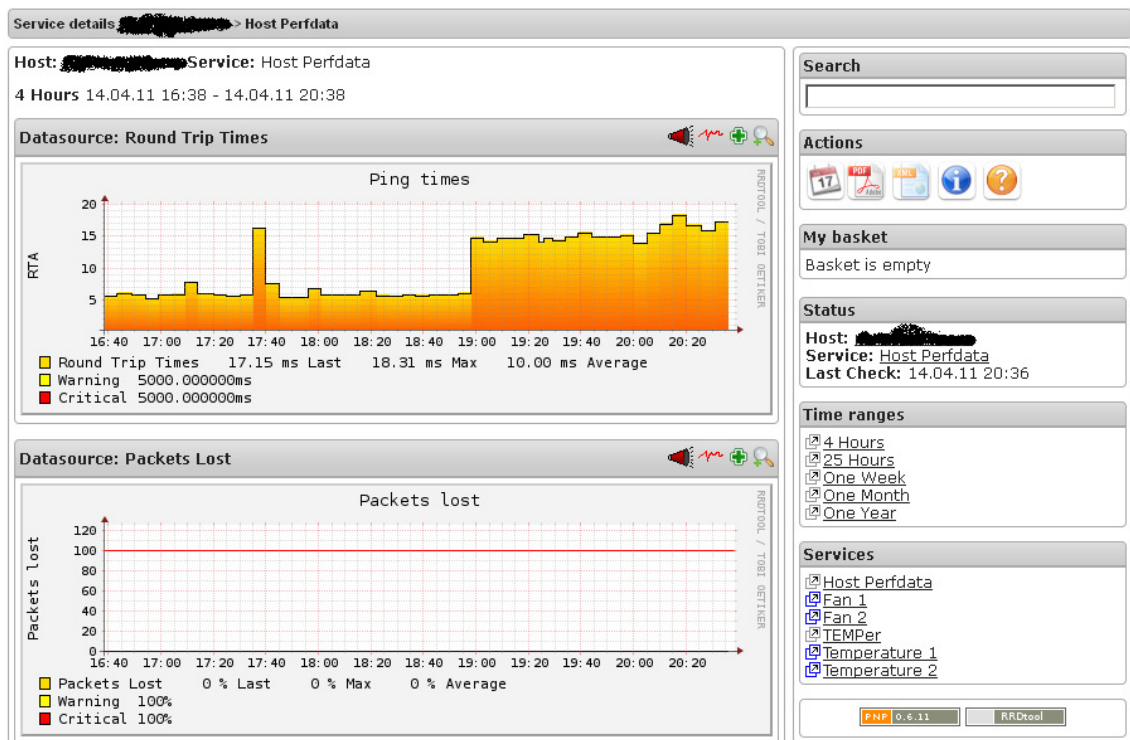 Service details > Host Perfdata
Host: Service: Host Perfdata
4 Hours 14.04.11 16:38 - 14.04.11 20:38
Datasource: Round Trip Times
Ping times
RRDTOOL / TOBI OETIKER
RTA
20
15
10
5
16:40 17:00 17:20 17:40 18:00 18:20 18:40 19:00 19:20 19:40 20:00 20:20
Round Trip Times 17.15 ms Last 18.31 ms Max 10.00 ms Average
Warning 5000.000000ms
Critical 5000.000000ms
Datasource: Packets Lost
Packets lost
RRDTOOL / TOBI OETIKER
Packets lost
120
100
80
60
40
20
0
16:40 17:00 17:20 17:40 18:00 18:20 18:40 19:00 19:20 19:40 20:00 20:20
Packets Lost 0 % Last 0 % Max 0 % Average
Warning 100%
Critical 100%
Search
Actions
17
PDF
Adobe
XML
My basket
Basket is empty
Status
Host:
Service: Host Perfdata
Last Check: 14.04.11 20:36
Time ranges
4 Hours
25 Hours
One Week
One Month
One Year
Services
Host Perfdata
Fan 1
Fan 2
TEMPer
Temperature 1
Temperature 2
PNP 0.6.11 RRDtool